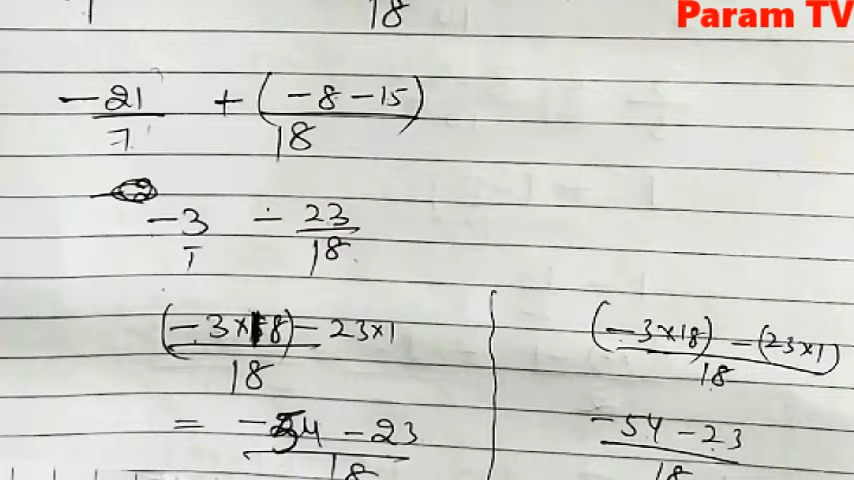 Param TV
18
-21/7 + (-8-15)/18
-3/1 - 23/18
(-3×18) - 23×1 / 18
= -54 - 23 / 18
(-3×18) - (23×1) / 18
-54 - 23 / 18